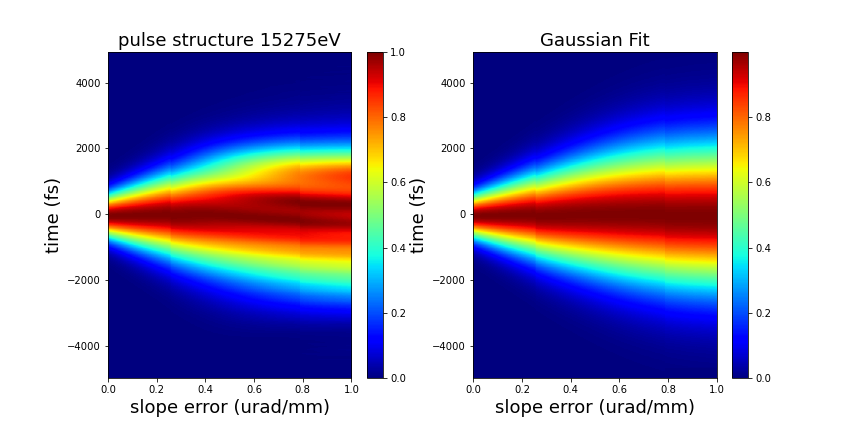 pulse structure 15275eV
Gaussian Fit
time (fs)
4000
2000
0
−2000
−4000
0.0 0.2 0.4 0.6 0.8 1.0
slope error (urad/mm)
1.0
0.8
0.6
0.4
0.2
0.0
time (fs)
4000
2000
0
−2000
−4000
0.0 0.2 0.4 0.6 0.8 1.0
slope error (urad/mm)
0.8
0.6
0.4
0.2
0.0